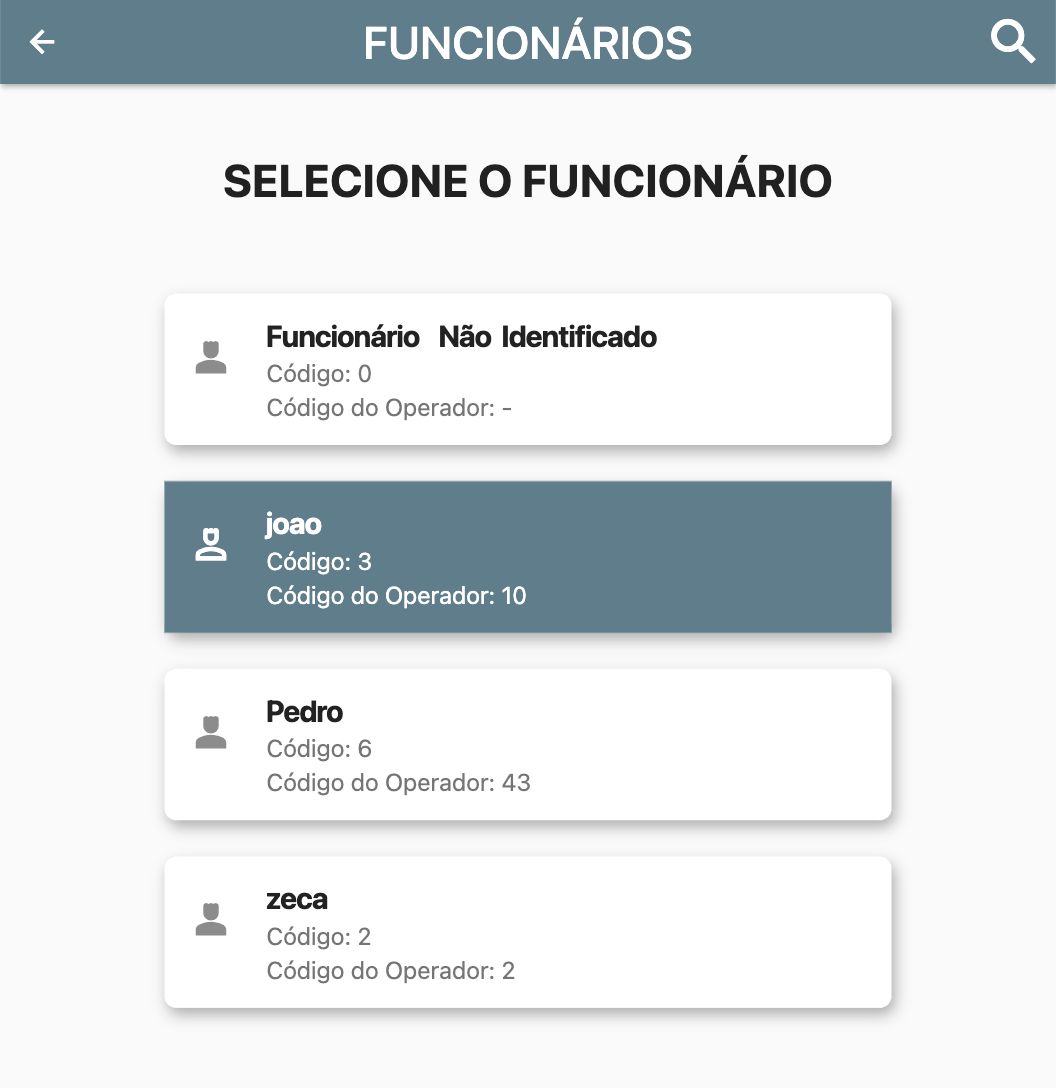 FUNCIONÁRIOS
SELECIONE O FUNCIONÁRIO
Funcionário Não Identificado
Código: 0
Código do Operador: -
joao
Código: 3
Código do Operador: 10
Pedro
Código: 6
Código do Operador: 43
zeca
Código: 2
Código do Operador: 2